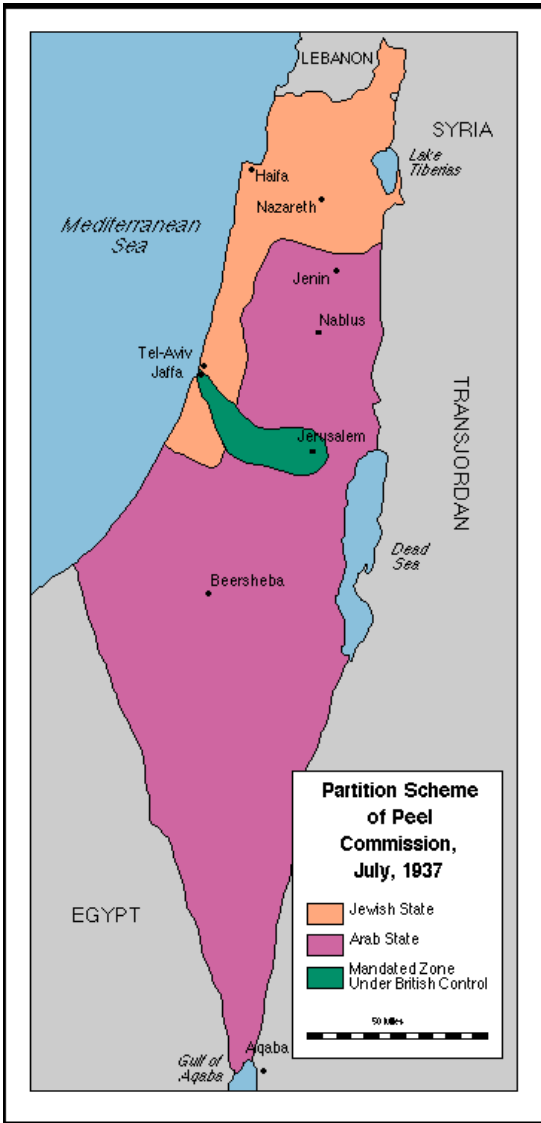 LEBANON
SYRIA
Lake
Tiberias
Haifa
Nazareth
Mediterranean
Sea
Jenin
Nablus
Tel-Aviv
Jaffa
TRANSJORDAN
Jerusalem
Dead
Sea
Beersheba
Partition Scheme
of Peel
Commission,
July, 1937
Jewish State
Arab State
Mandated Zone
Under British Control
50 Miles
EGYPT
Gulf of
Aqaba
Aqaba